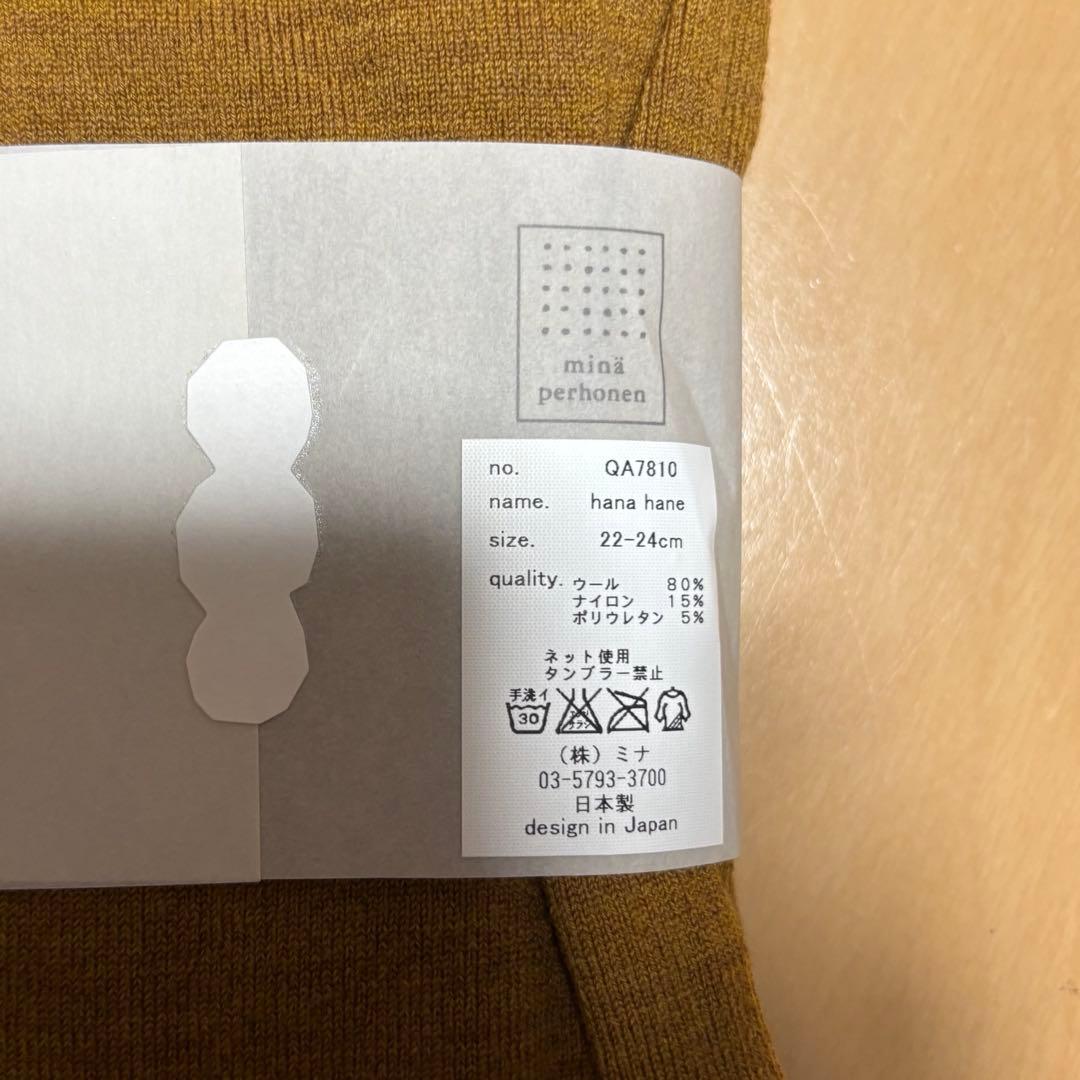 minä
perhonen
no. QA7810
name. hana hane
size. 22-24cm
quality. ウール 80%
ナイロン 15%
ポリウレタン 5%
ネット使用
タンブラー禁止
手洗イ
30
(株) ミナ
03-5793-3700
日本製
design in Japan